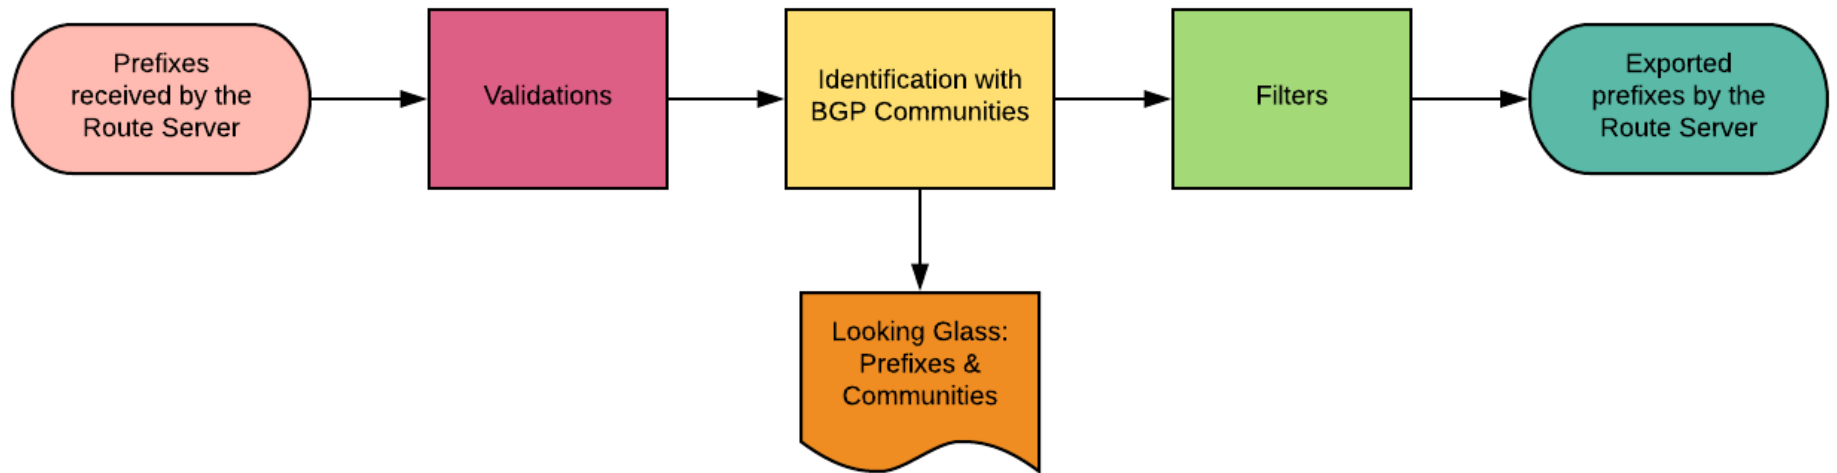 Prefixes
received by the
Route Server
Validations
Identification with
BGP Communities
Filters
Exported
prefixes by the
Route Server
Looking Glass:
Prefixes &
Communities